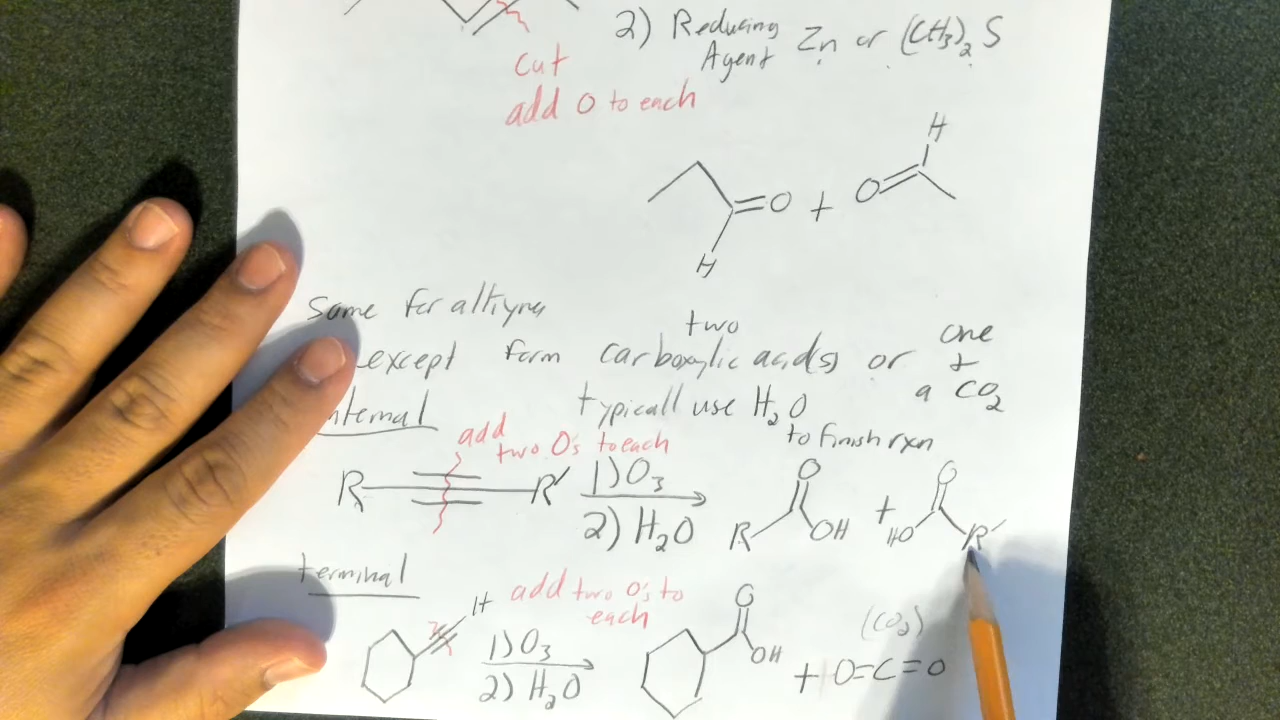 2) Reducing Zn or (CH3)2 S
Agent
cut
add O to each
H
O
O +
H
Same for alkynes
two one
except form carboxylic acid(s) or +
a CO2
internal typicall use H2O
to finish rxn
add
two O's to each
R R' 1) O3
2) H2O
O O
R OH + HO R'
terminal
H add two O's to
each
1) O3
2) H2O
O
OH
(CO2)
+ O=C=O